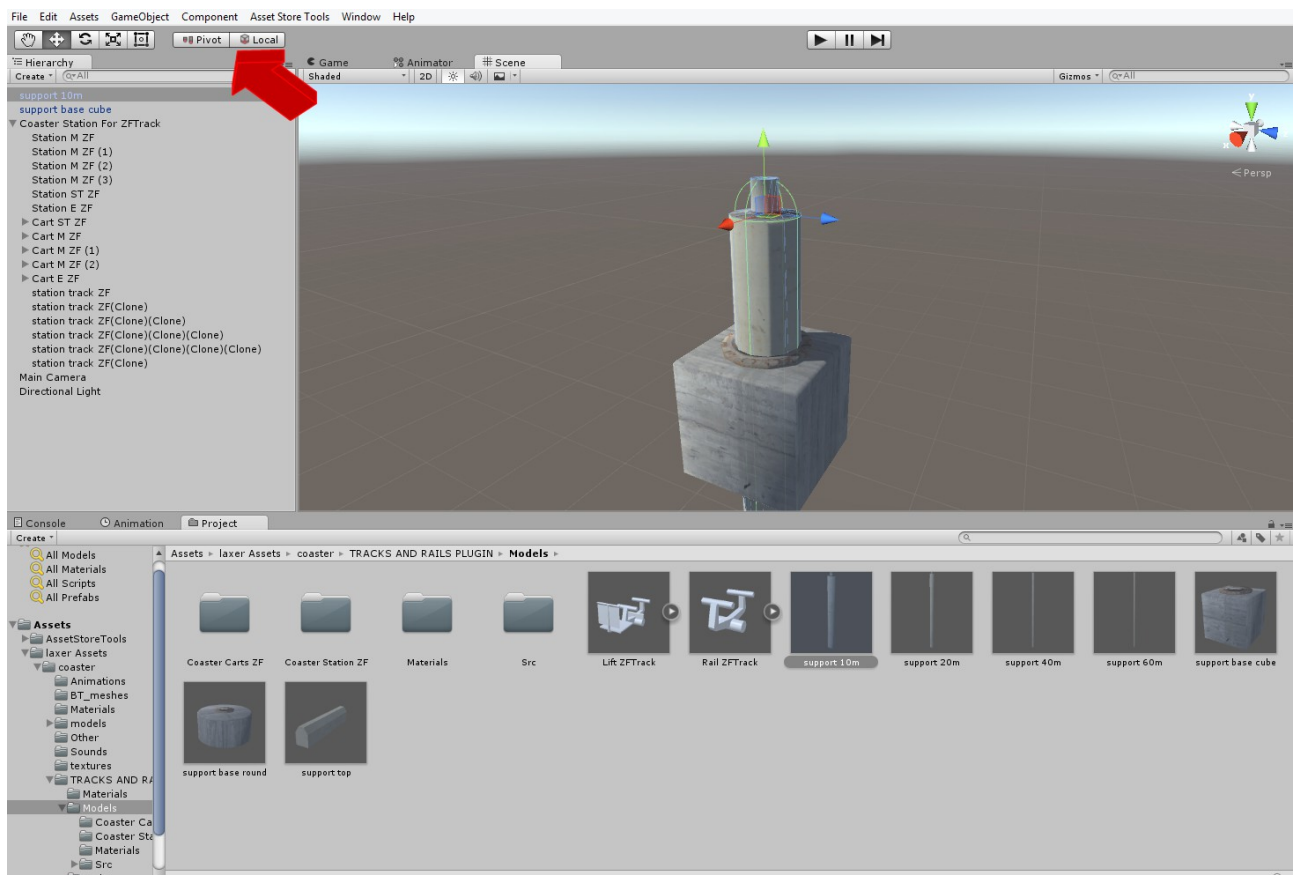 File Edit Assets GameObject Component Asset Store Tools Window Help
Pivot Local
Hierarchy
Create All
support 10m
support base cube
Coaster Station For ZFTrack
Station M ZF
Station M ZF (1)
Station M ZF (2)
Station M ZF (3)
Station ST ZF
Station E ZF
Cart ST ZF
Cart M ZF
Cart M ZF (1)
Cart M ZF (2)
Cart E ZF
station track ZF
station track ZF(Clone)
station track ZF(Clone)(Clone)
station track ZF(Clone)(Clone)(Clone)
station track ZF(Clone)(Clone)(Clone)(Clone)
station track ZF(Clone)
Main Camera
Directional Light
Game Animator Scene
Shaded 2D Gizmos All
y
x
Persp
Console Animation Project
Create
All Models
All Materials
All Scripts
All Prefabs
Assets
AssetStoreTools
laxer Assets
coaster
Animations
BT_meshes
Materials
models
Other
Sounds
textures
TRACKS AND RA
Materials
Models
Coaster Ca
Coaster Sta
Materials
Src
Assets laxer Assets coaster TRACKS AND RAILS PLUGIN Models
Coaster Carts ZF Coaster Station ZF Materials Src Lift ZFTrack Rail ZFTrack support 10m support 20m support 40m support 60m support base cube
support base round support top